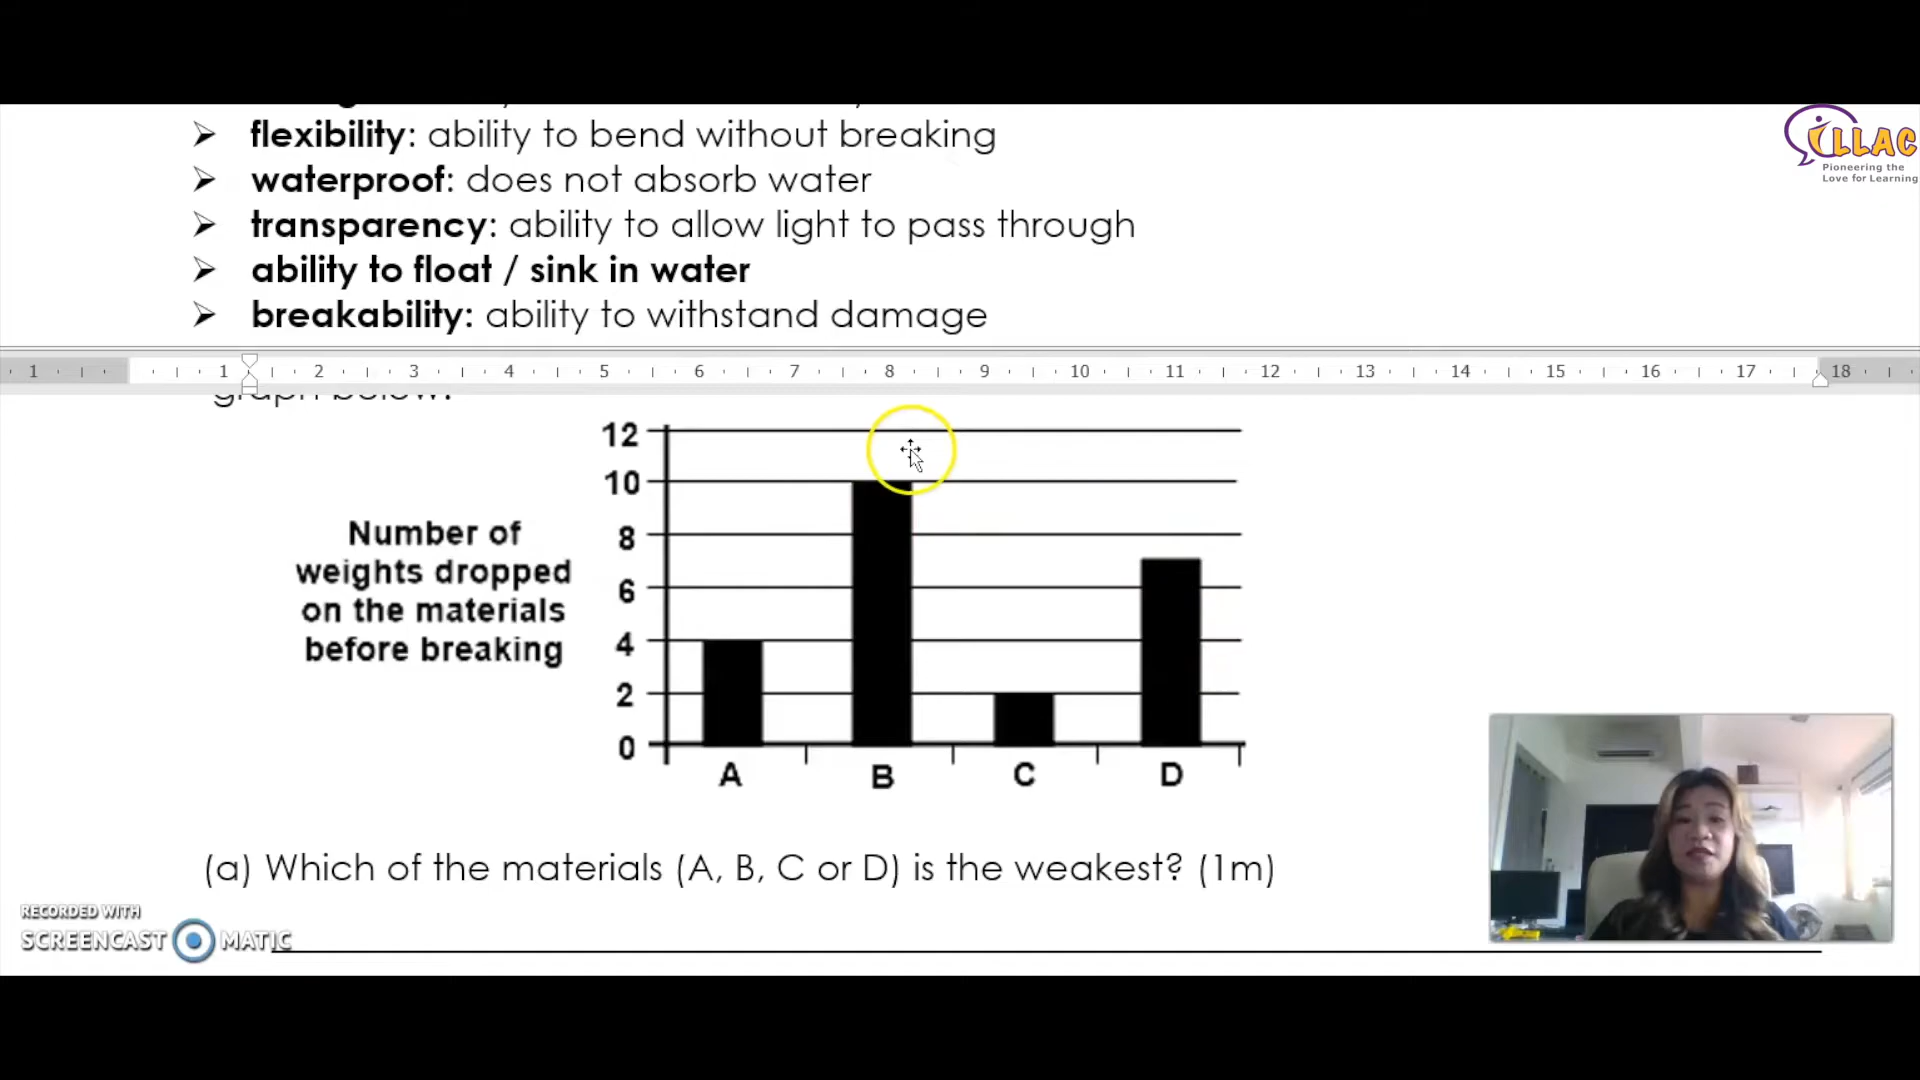 flexibility: ability to bend without breaking
waterproof: does not absorb water
transparency: ability to allow light to pass through
ability to float / sink in water
breakability: ability to withstand damage
iLLAC
Pioneering the
Love for Learning
1 1 2 3 4 5 6 7 8 9 10 11 12 13 14 15 16 17 18
graph below.
12
10
8
6
4
2
0
Number of
weights dropped
on the materials
before breaking
A B C D
(a) Which of the materials (A, B, C or D) is the weakest? (1m)
RECORDED WITH
SCREENCAST MATIC